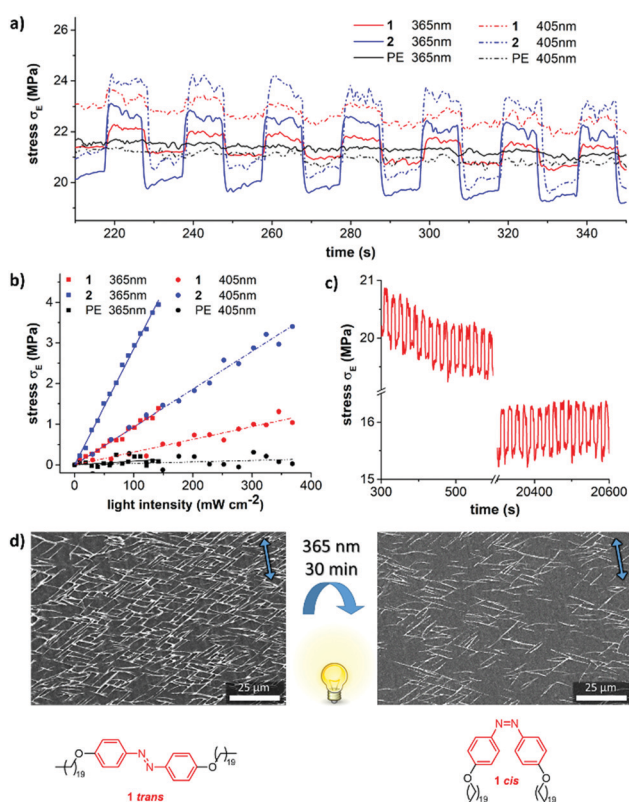 a)
1 365nm 1 405nm
2 365nm 2 405nm
PE 365nm PE 405nm
26
24
22
20
stress σE (MPa)
220 240 260 280 300 320 340
time (s)
b)
1 365nm 1 405nm
2 365nm 2 405nm
PE 365nm PE 405nm
4
3
2
1
0
stress σE (MPa)
0 100 200 300 400
light intensity (mW cm-2)
c)
21
20
19
16
15
stress σE (MPa)
300 500 20400 20600
time (s)
d)
25 µm
365 nm
30 min
25 µm
O N=N O
19 19
1 trans
N=N
O O
19 19
1 cis